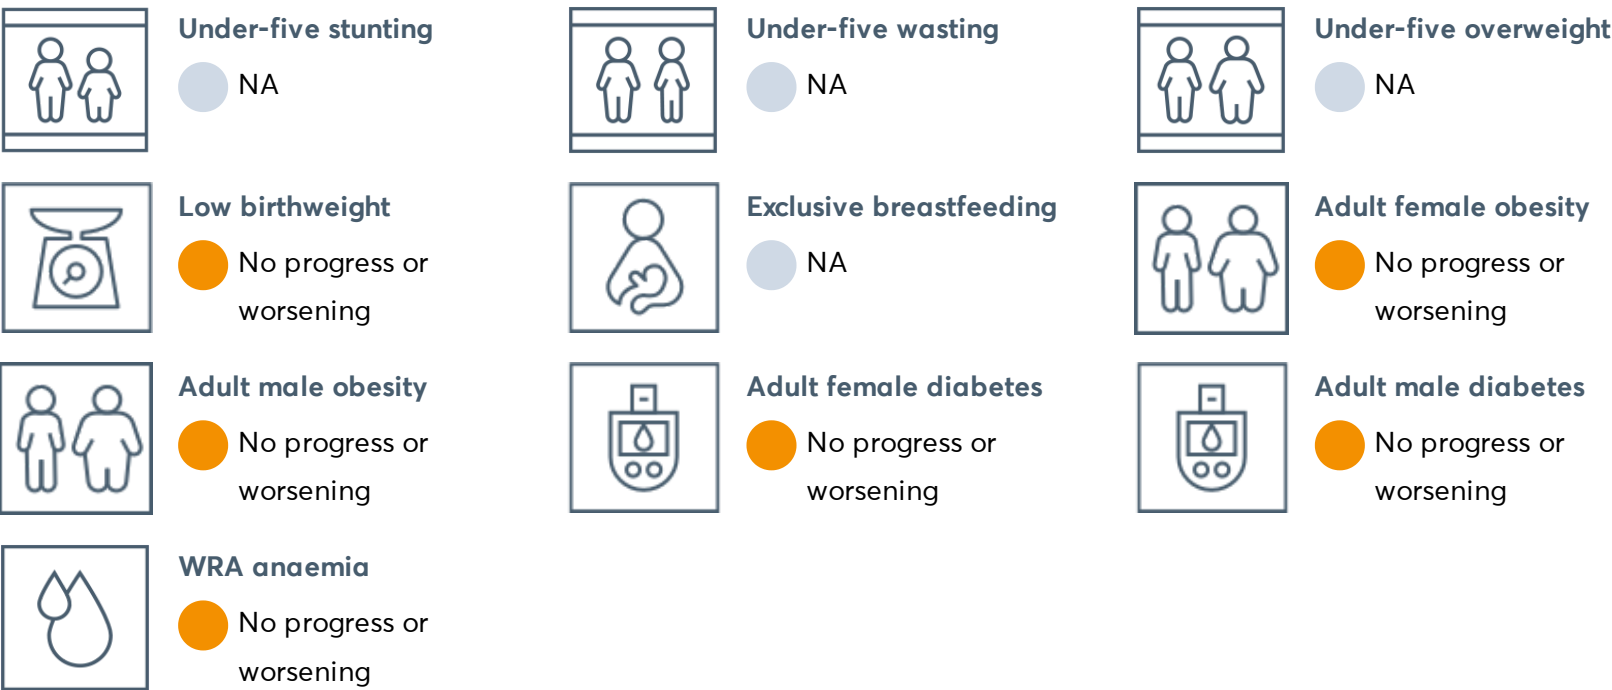 Under-five stunting
NA
Under-five wasting
NA
Under-five overweight
NA
Low birthweight
No progress or
worsening
Exclusive breastfeeding
NA
Adult female obesity
No progress or
worsening
Adult male obesity
No progress or
worsening
Adult female diabetes
No progress or
worsening
Adult male diabetes
No progress or
worsening
WRA anaemia
No progress or
worsening